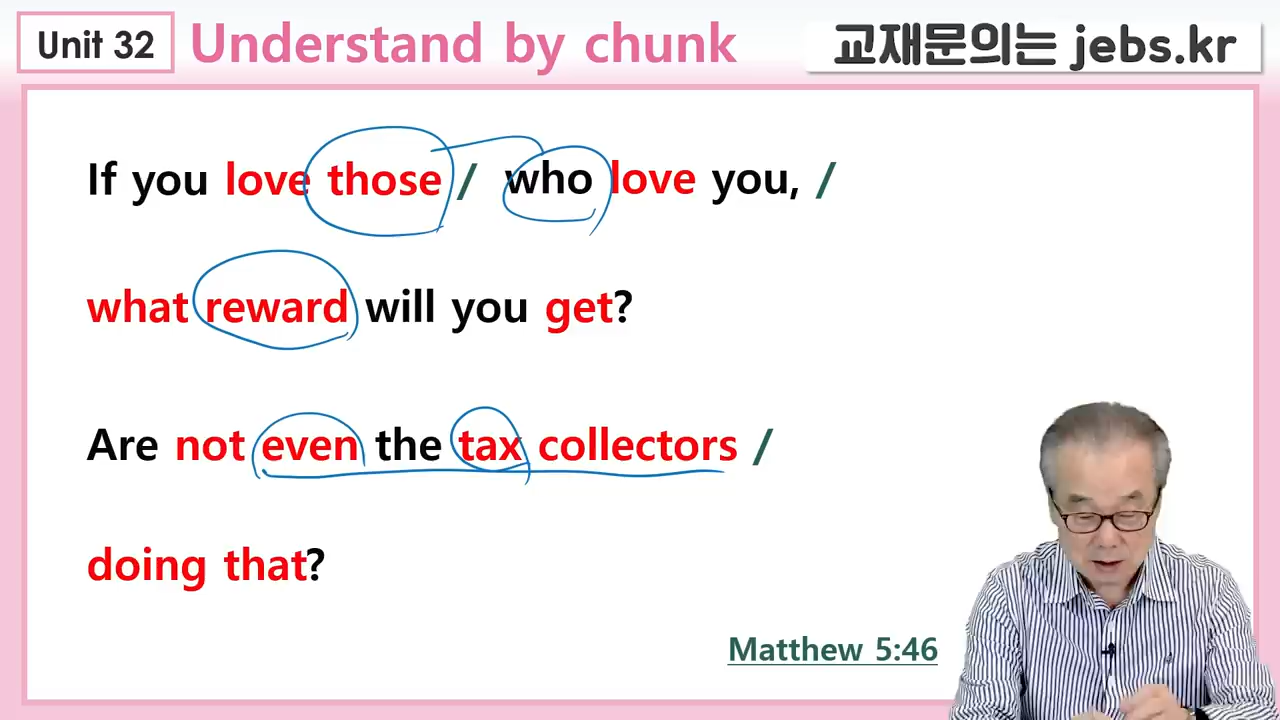 Unit 32
Understand by chunk
교재문의는 jebs.kr
If you love those / who love you, /
what reward will you get?
Are not even the tax collectors /
doing that?
Matthew 5:46